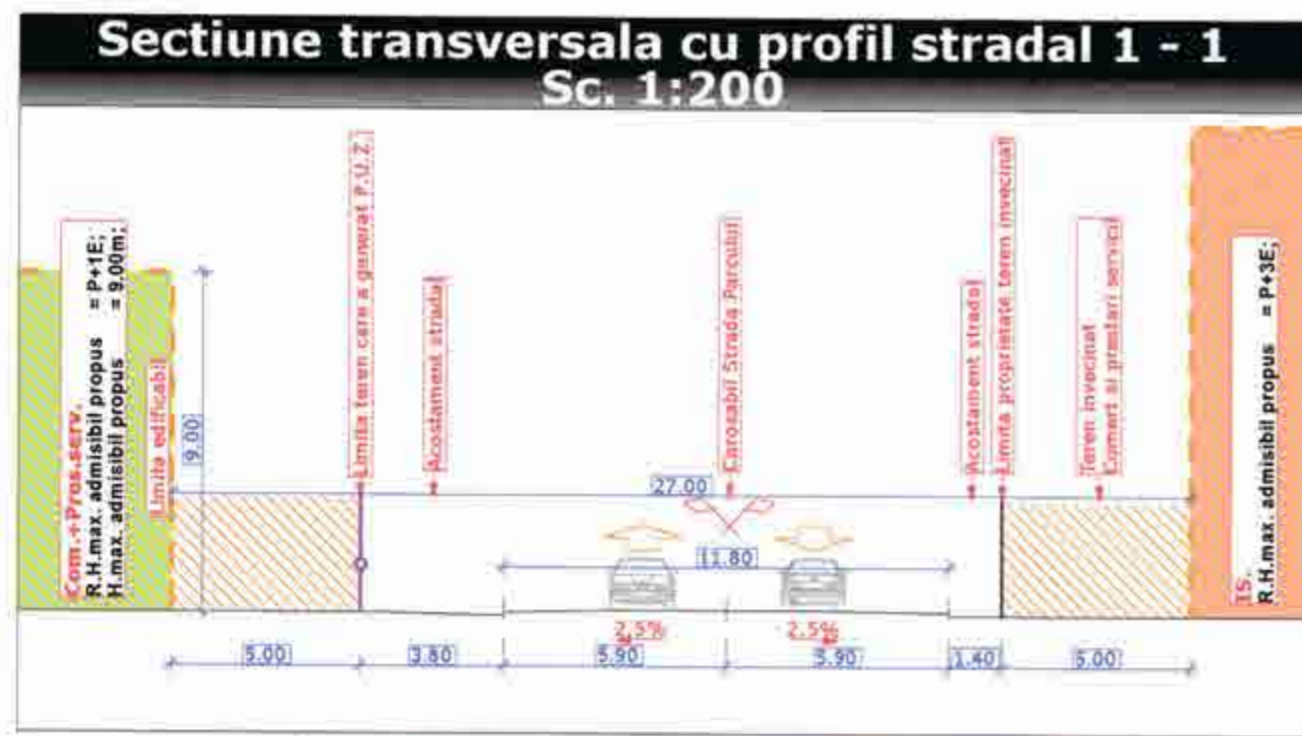 Sectiune transversala cu profil stradal 1 - 1
Sc. 1:200
Com.+Pres.serv.
R.H.max. admisibil propus = P+1E;
H.max. admisibil propus = 9.00m;
Limita edificabil
9.00
Limita teren care a generat P.U.Z.
Acostament stradal
Carosabil Strada Parcului
Acostament stradal
Limita proprietate teren invecinat
Teren invecinat
Comert si prestari servicii
IS.
R.H.max. admisibil propus = P+3E;
27.00
11.80
2.5% 2.5%
5.00 3.80 5.90 5.90 1.40 5.00